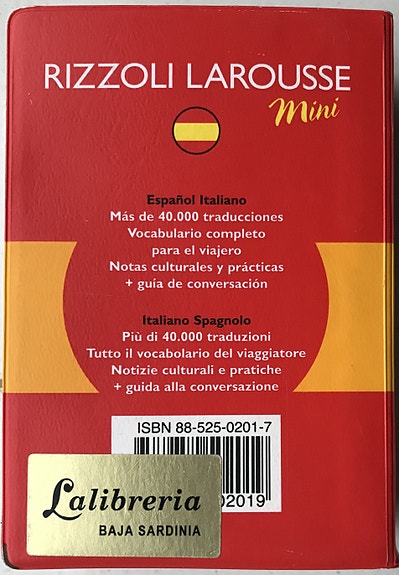 RIZZOLI LAROUSSE
mini
Español Italiano
Más de 40.000 traducciones
Vocabulario completo
para el viajero
Notas culturales y prácticas
+ guía de conversación
Italiano Spagnolo
Più di 40.000 traduzioni
Tutto il vocabolario del viaggiatore
Notizie culturali e pratiche
+ guida alla conversazione
ISBN 88-525-0201-7
02019
Lalibreria
BAJA SARDINIA